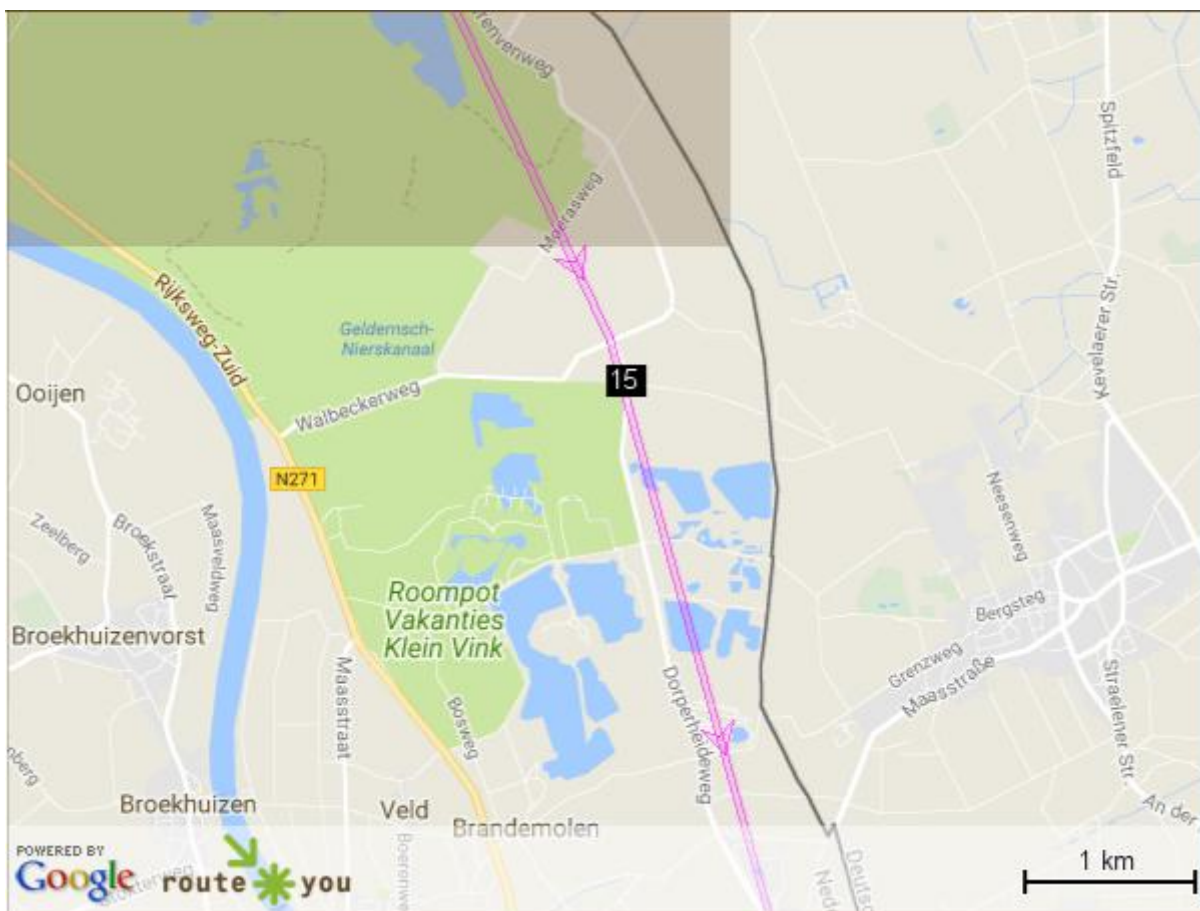 Spitzfeld
Meerasweg
Rijksweg-Zuid
Geldernsch-
Nierskanaal
Kevelaerer Str.
Ooijen
15
Walbeckerweg
N271
Zeelberg
Broekstraat
Maasveldweg
Neesenweg
Roompot
Vakanties
Klein Vink
Bergsteg
Broekhuizenvorst
Grenzweg
Maasstraße
Maasstraat
Dorperheideweg
Straelener Str.
Bosweg
Broekhuizen
Veld
Brandemolen
An der
POWERED BY
Google
route you
1 km